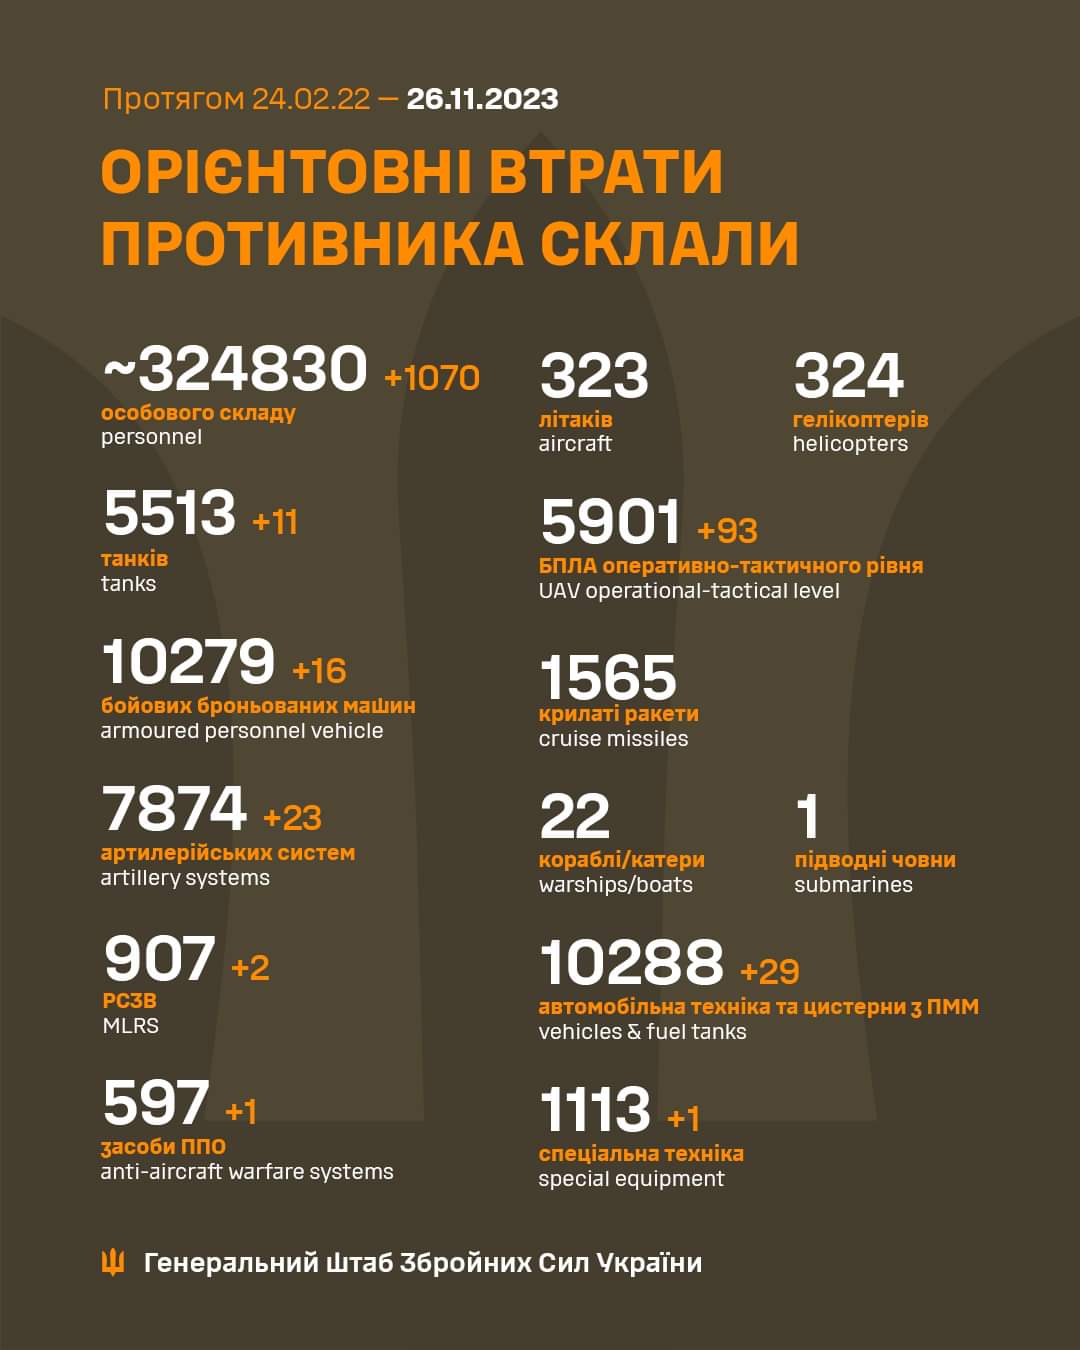 Протягом 24.02.22 — 26.11.2023
ОРІЄНТОВНІ ВТРАТИ
ПРОТИВНИКА СКЛАЛИ
~324830 +1070
особового складу
personnel
323
літаків
aircraft
324
гелікоптерів
helicopters
5513 +11
танків
tanks
5901 +93
БПЛА оперативно-тактичного рівня
UAV operational-tactical level
10279 +16
бойових броньованих машин
armoured personnel vehicle
1565
крилаті ракети
cruise missiles
7874 +23
артилерійських систем
artillery systems
22
кораблі/катери
warships/boats
1
підводні човни
submarines
907 +2
РСЗВ
MLRS
10288 +29
автомобільна техніка та цистерни з ПММ
vehicles & fuel tanks
597 +1
засоби ППО
anti-aircraft warfare systems
1113 +1
спеціальна техніка
special equipment
Генеральний штаб Збройних Сил України